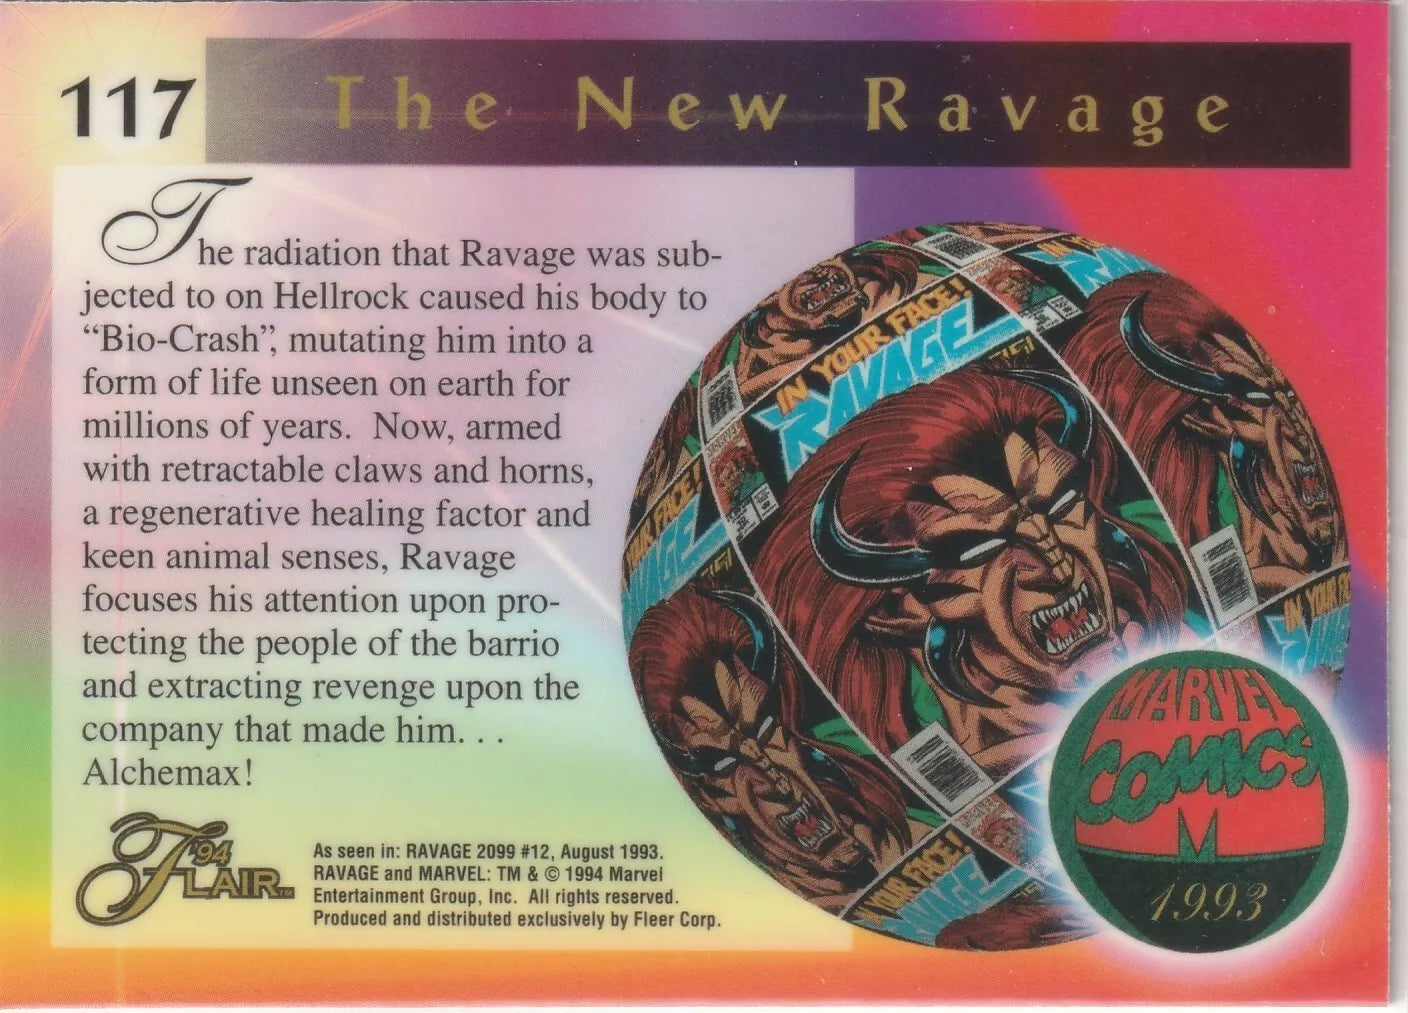 117
The New Ravage
The radiation that Ravage was sub-
jected to on Hellrock caused his body to
“Bio-Crash”, mutating him into a
form of life unseen on earth for
millions of years. Now, armed
with retractable claws and horns,
a regenerative healing factor and
keen animal senses, Ravage
focuses his attention upon pro-
tecting the people of the barrio
and extracting revenge upon the
company that made him. . .
Alchemax!
'94
FLAIR™
As seen in: RAVAGE 2099 #12, August 1993.
RAVAGE and MARVEL: TM & © 1994 Marvel
Entertainment Group, Inc. All rights reserved.
Produced and distributed exclusively by Fleer Corp.
IN YOUR FACE!
RAVAGE
IN YOUR FACE!
RAVAGE
MARVEL
COMICS
M
1993